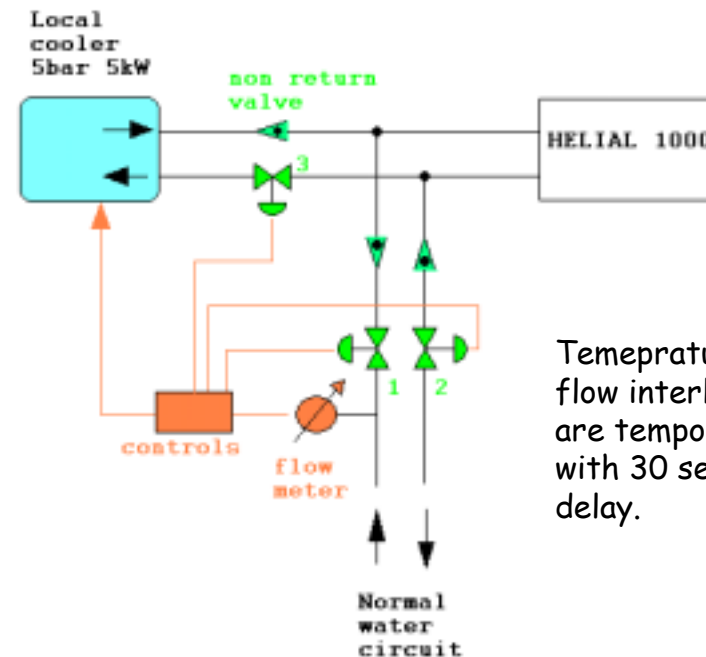 Local
cooler
5bar 5kW
non return
valve
HELIAL 1000
3
1
2
controls
flow
meter
Temepratu
flow interl
are tempo
with 30 se
delay.
Normal
water
circuit